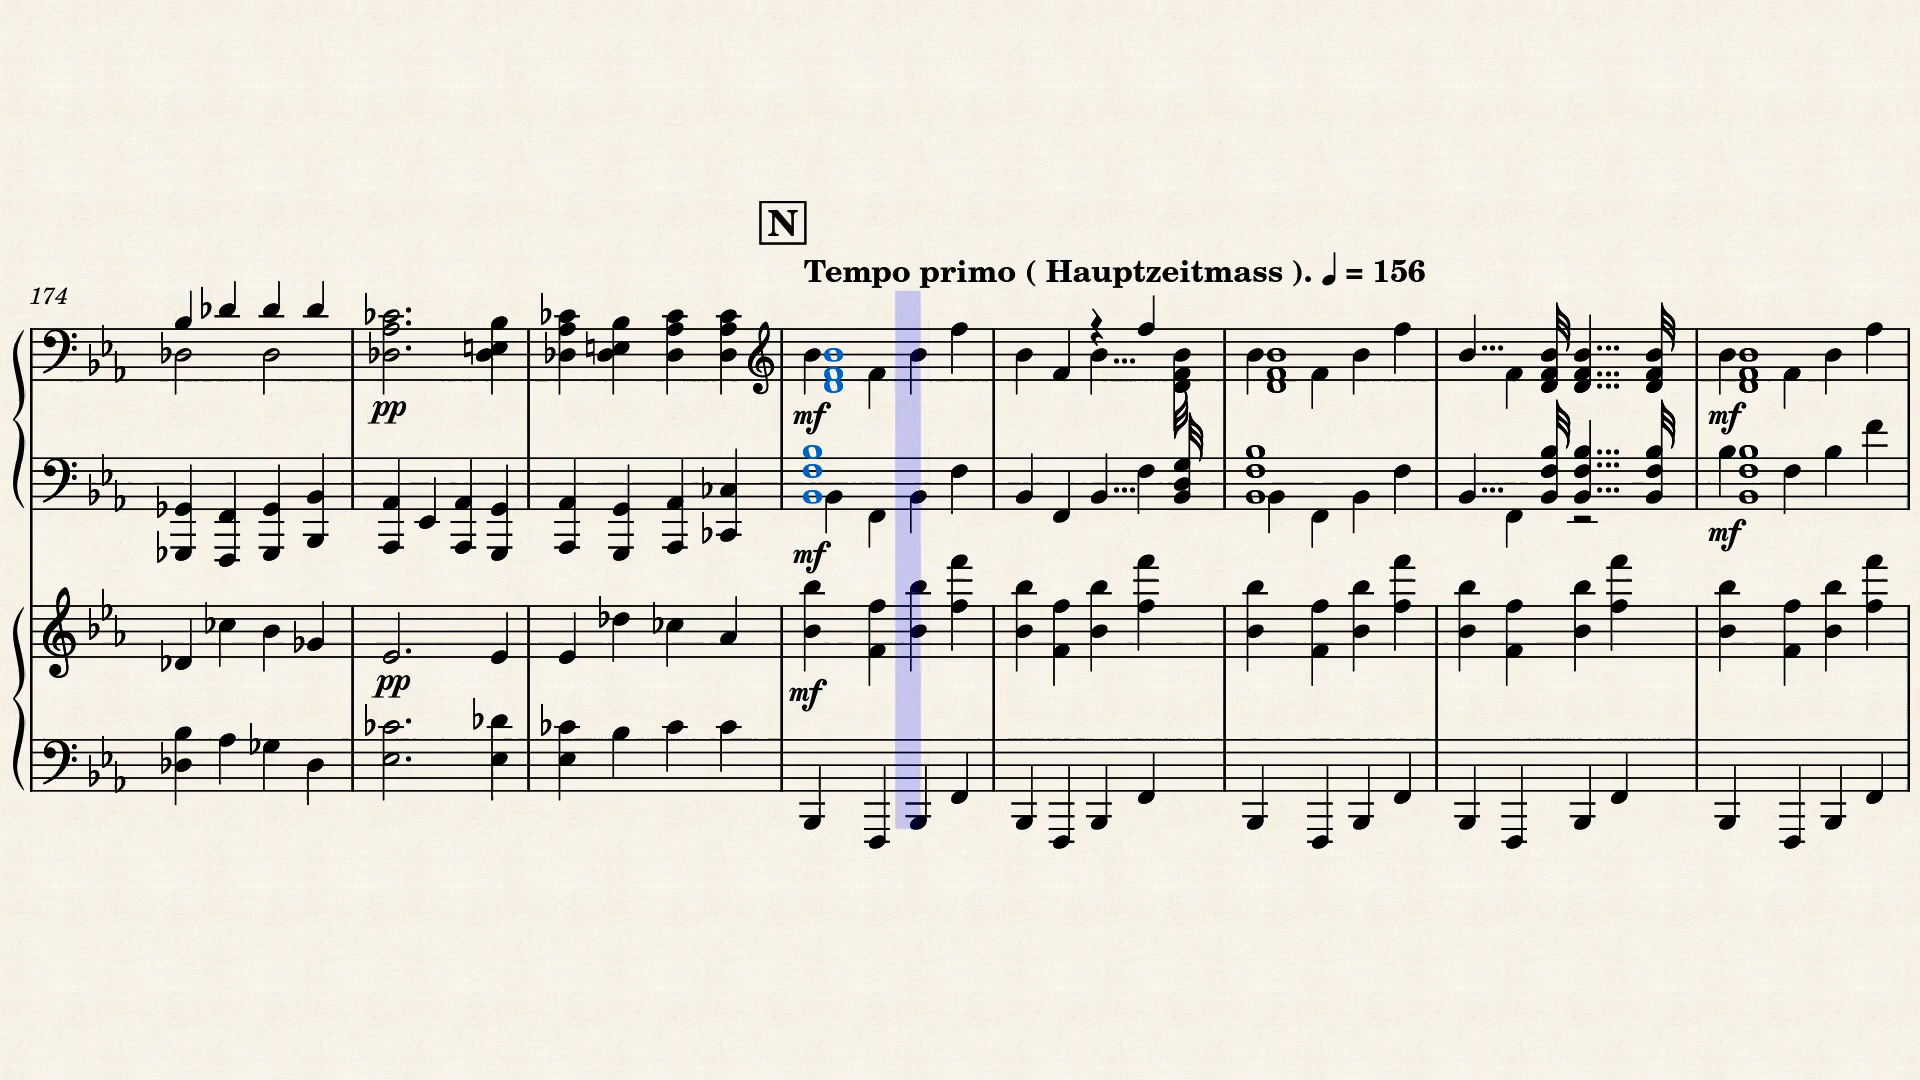 N
Tempo primo ( Hauptzeitmass ). ♩ = 156
174
pp
mf
mf
mf
mf
pp
mf